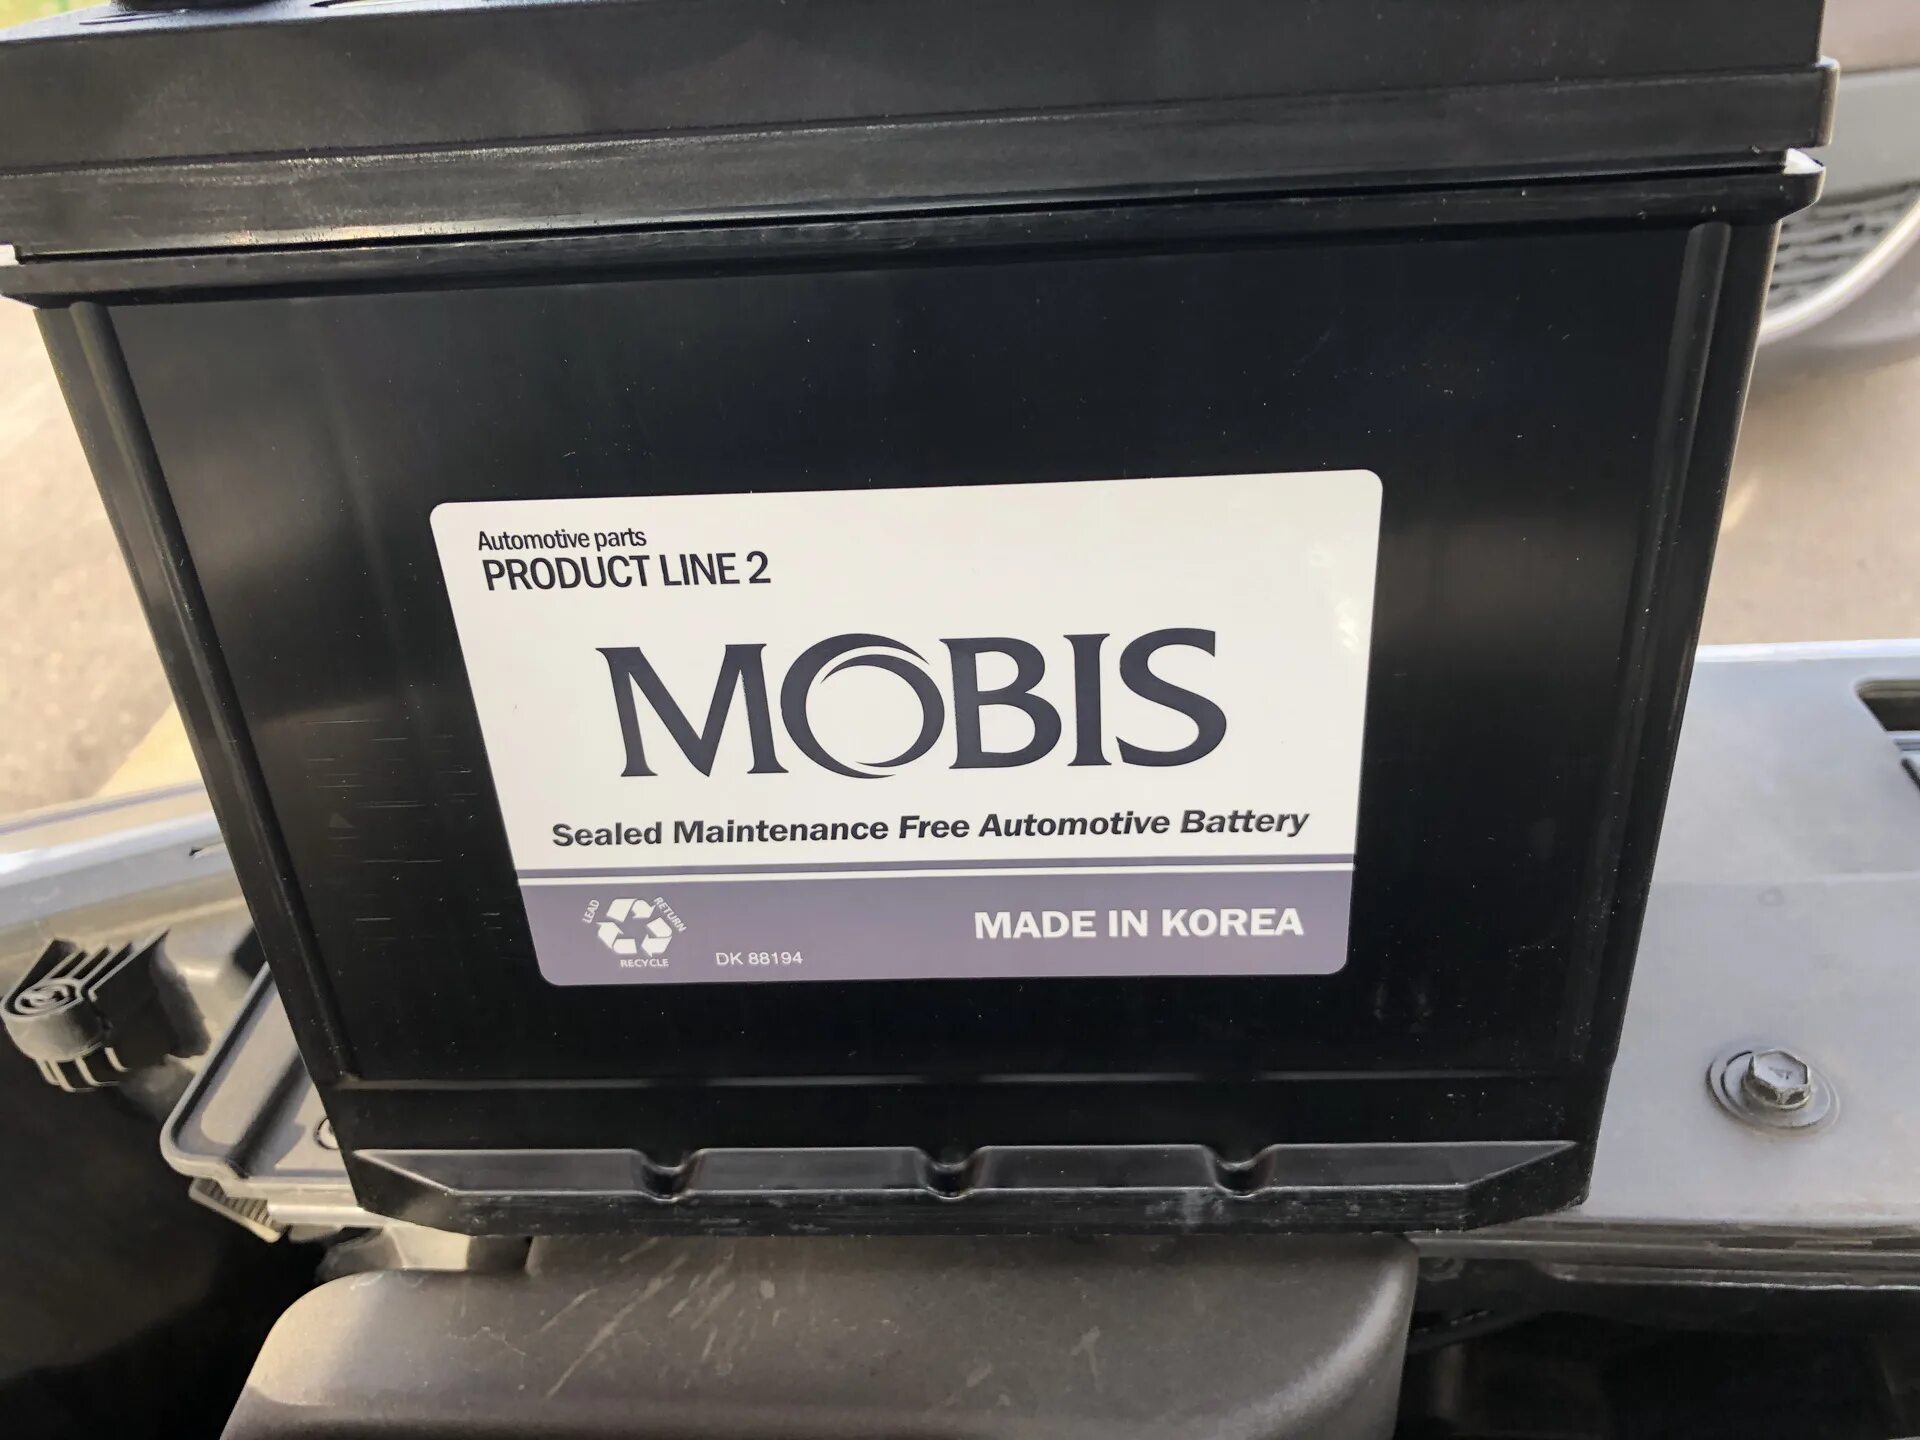 Automotive parts
PRODUCT LINE 2
MOBIS
Sealed Maintenance Free Automotive Battery
LEAD RETURN
RECYCLE
DK 88194
MADE IN KOREA